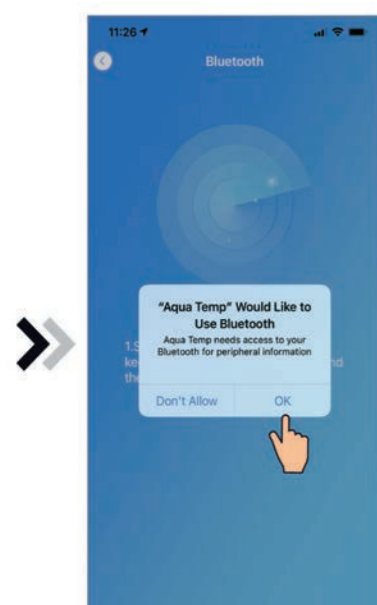 11:26
Bluetooth
"Aqua Temp" Would Like to
Use Bluetooth
Aqua Temp needs access to your
Bluetooth for peripheral information
Don't Allow
OK